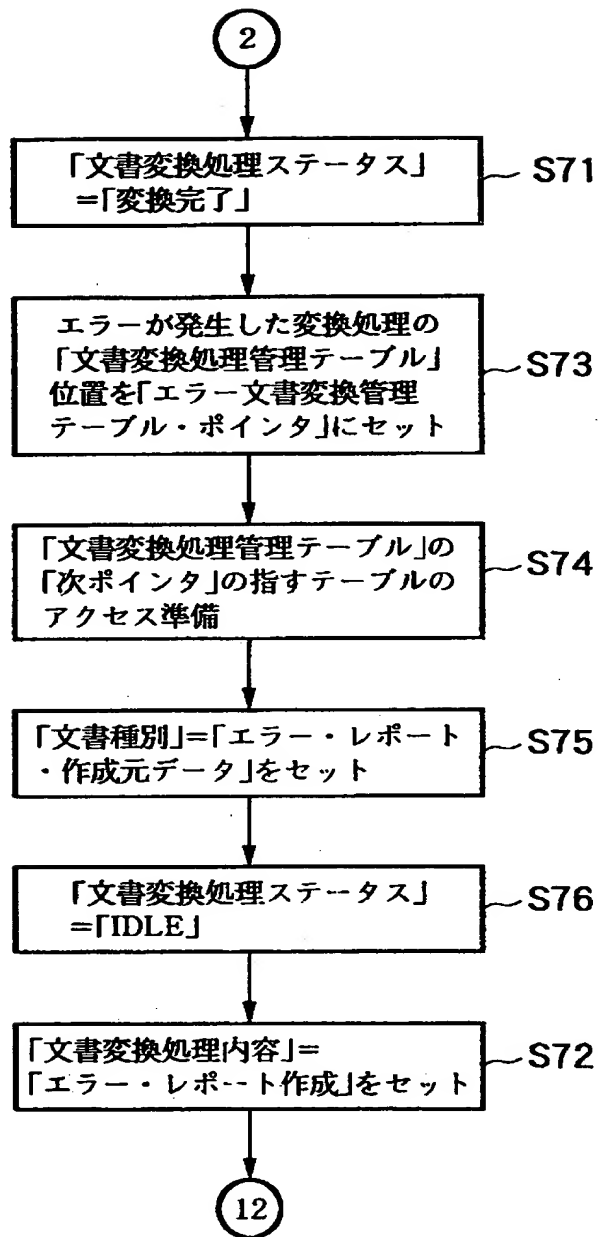 2
「文書変換処理ステータス」
=「変換完了」
S71
エラーが発生した変換処理の
「文書変換処理管理テーブル」
位置を「エラー文書変換管理
テーブル・ポインタ」にセット
S73
「文書変換処理管理テーブル」の
「次ポインタ」の指すテーブルの
アクセス準備
S74
「文書種別」=「エラー・レポート
・作成元データ」をセット
S75
「文書変換処理ステータス」
=「IDLE」
S76
「文書変換処理内容」=
「エラー・レポート作成」をセット
S72
12